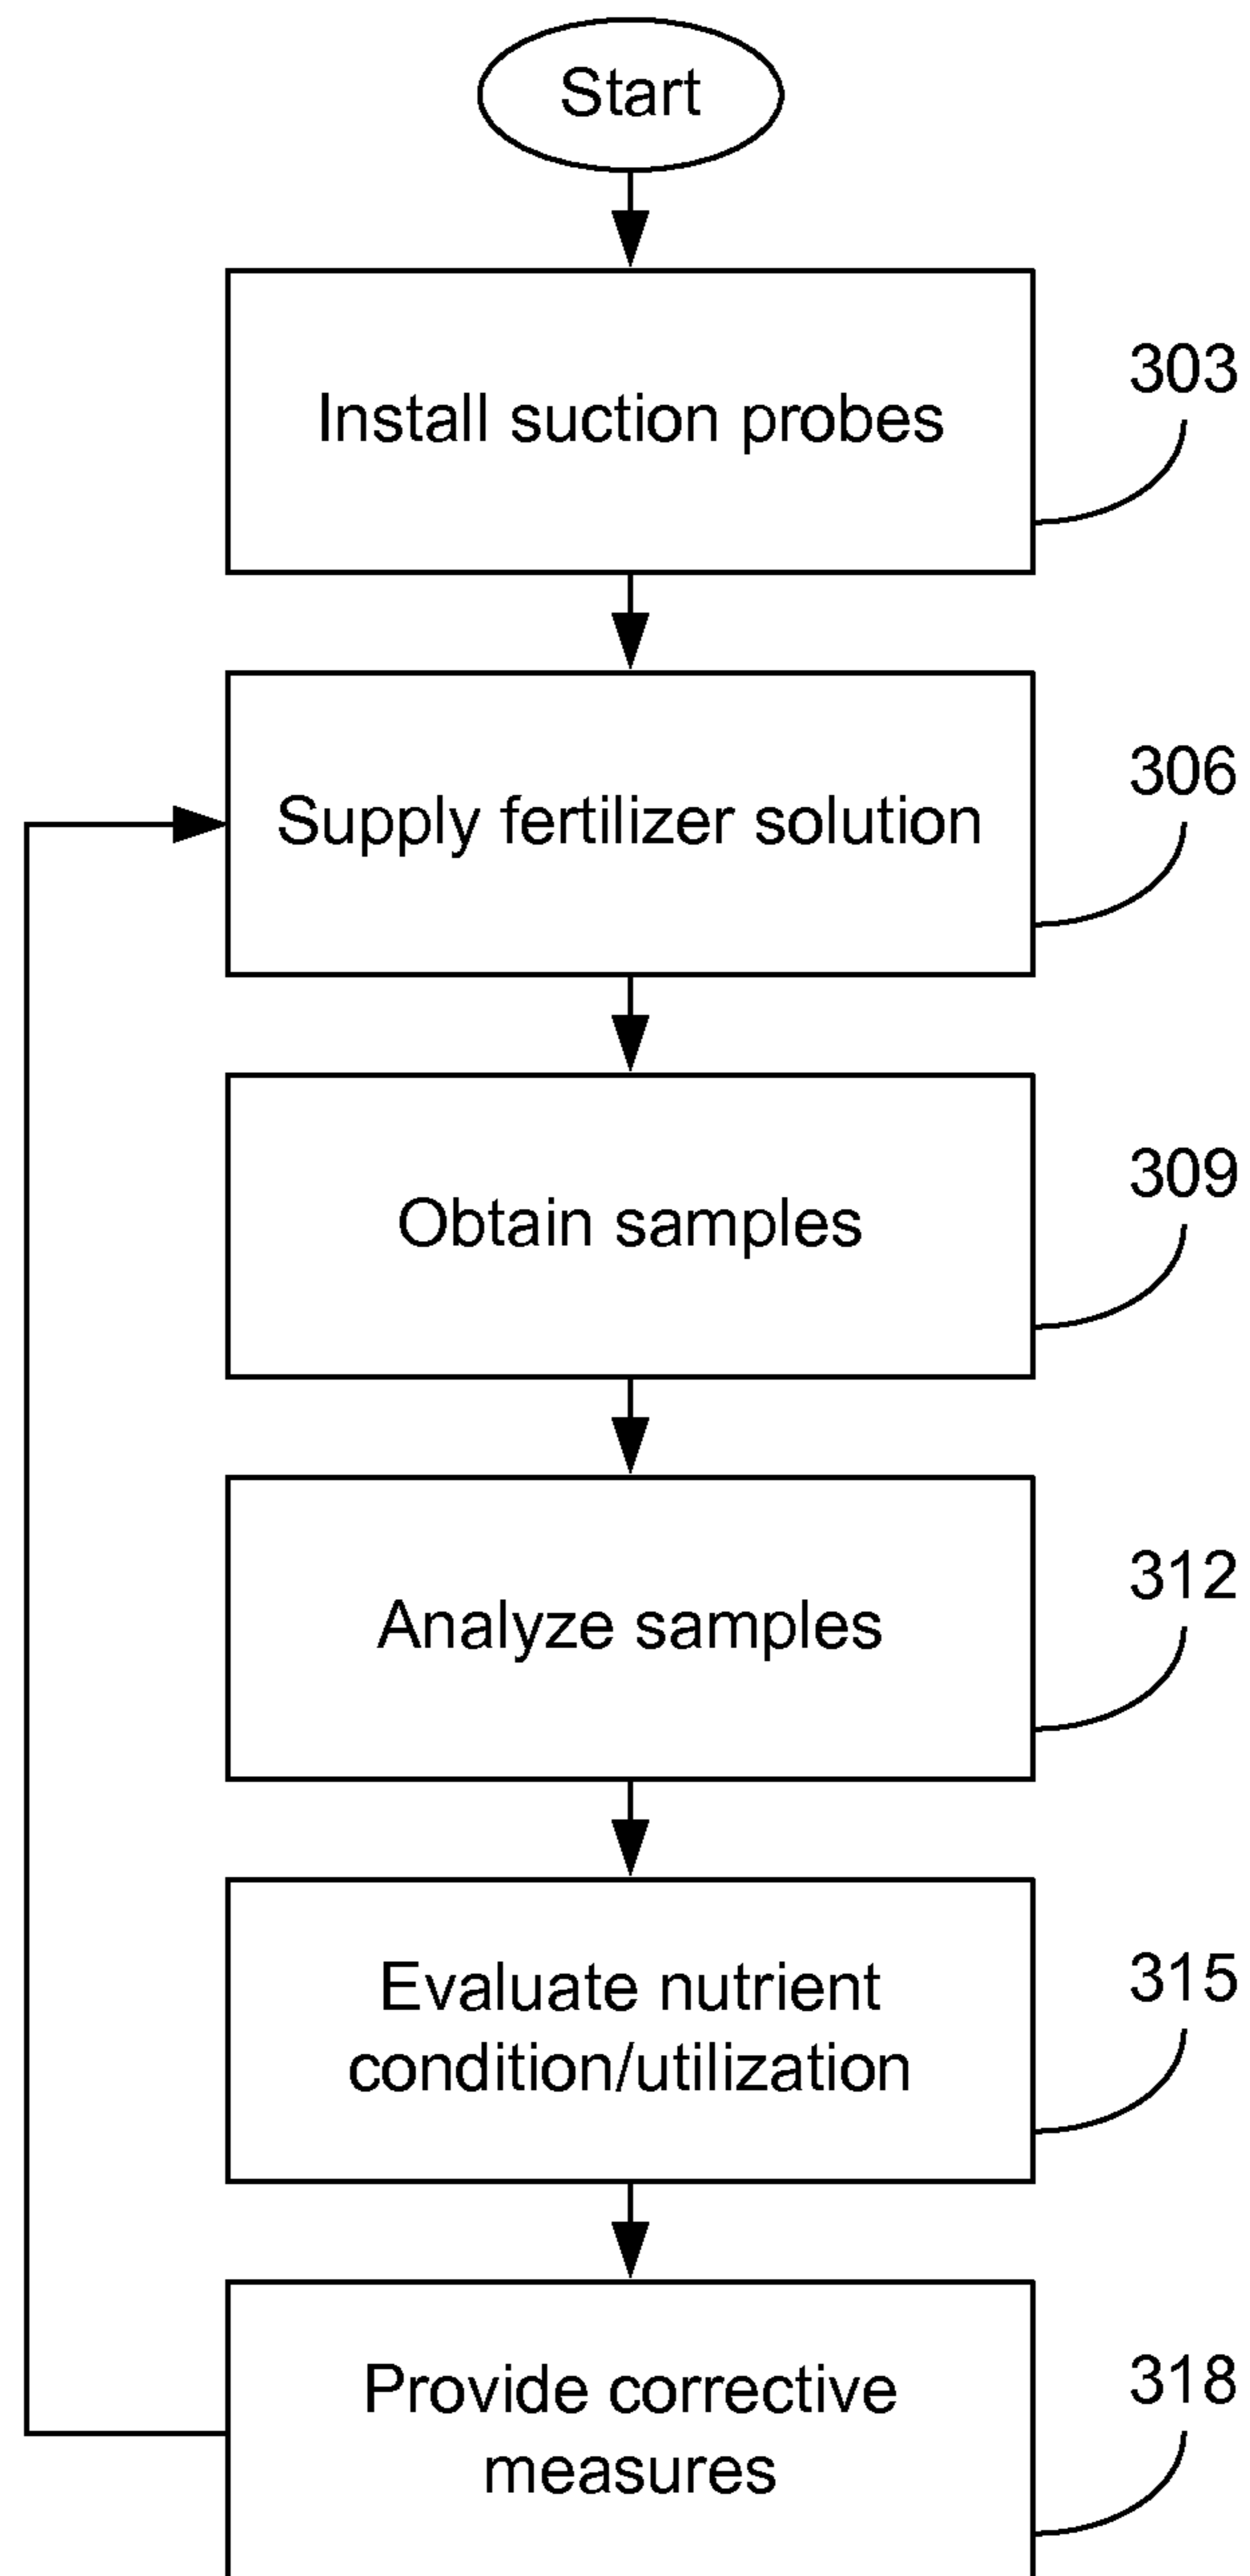 Start
303
Install suction probes
306
Supply fertilizer solution
309
Obtain samples
312
Analyze samples
315
Evaluate nutrient
condition/utilization
318
Provide corrective
measures